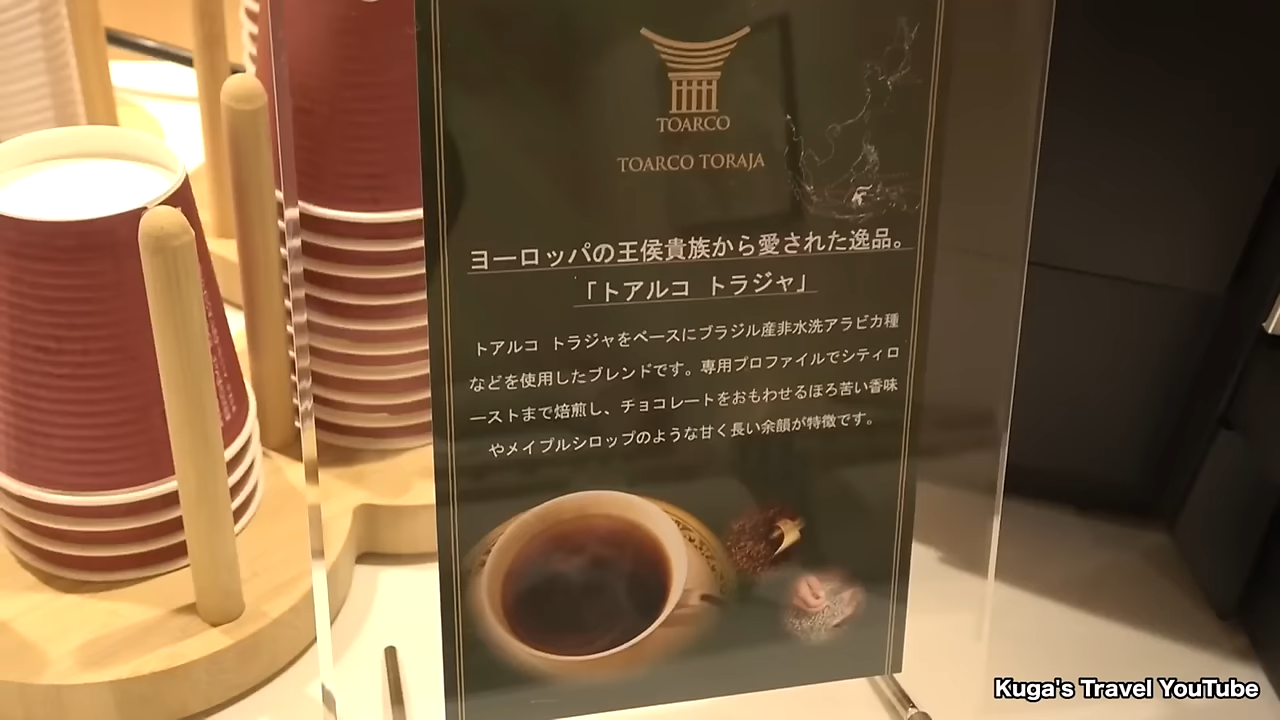 TOARCO
TOARCO TORAJA
ヨーロッパの王侯貴族から愛された逸品。
「トアルコ トラジャ」
トアルコ トラジャをベースにブラジル産非水洗アラビカ種
などを使用したブレンドです。専用プロファイルでシティロ
ーストまで焙煎し、チョコレートをおもわせるほろ苦い香味
やメイプルシロップのような甘く長い余韻が特徴です。
Kuga's Travel YouTube